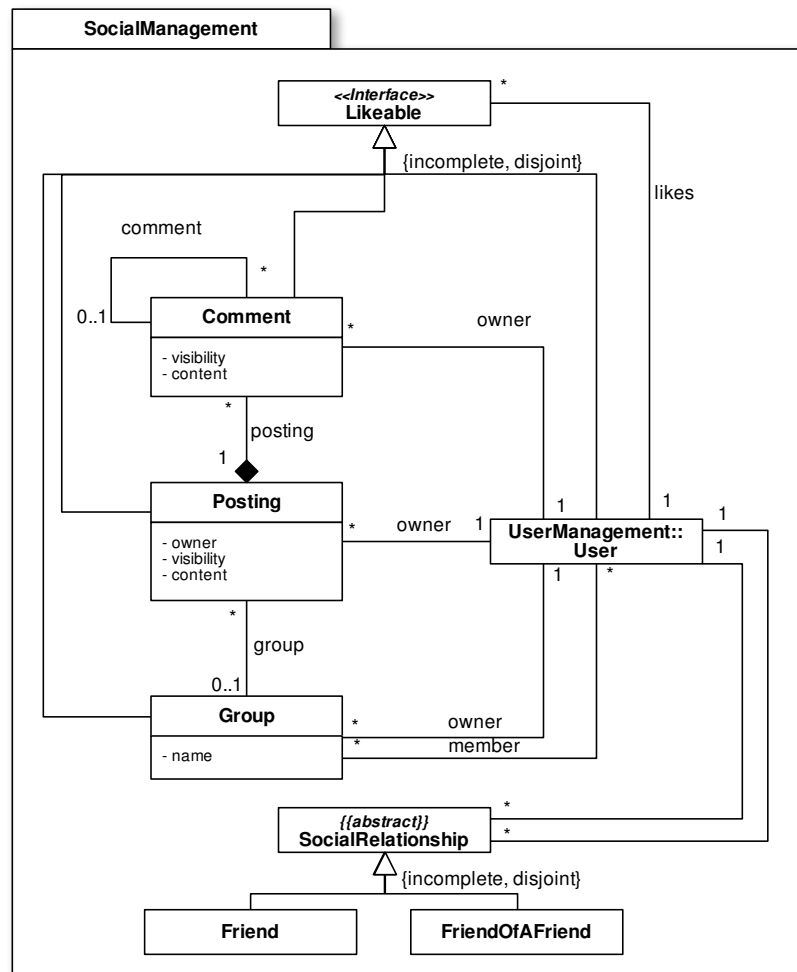 SocialManagement
<<Interface>>
Likeable
*
{incomplete, disjoint}
likes
comment
*
0..1
Comment
- visibility
- content
*
owner
*
posting
1
1
1
Posting
- owner
- visibility
- content
*
owner
1
UserManagement::
User
1
1
*
group
0..1
1
*
Group
- name
*
owner
*
member
{{abstract}}
SocialRelationship
*
*
{incomplete, disjoint}
Friend
FriendOfAFriend